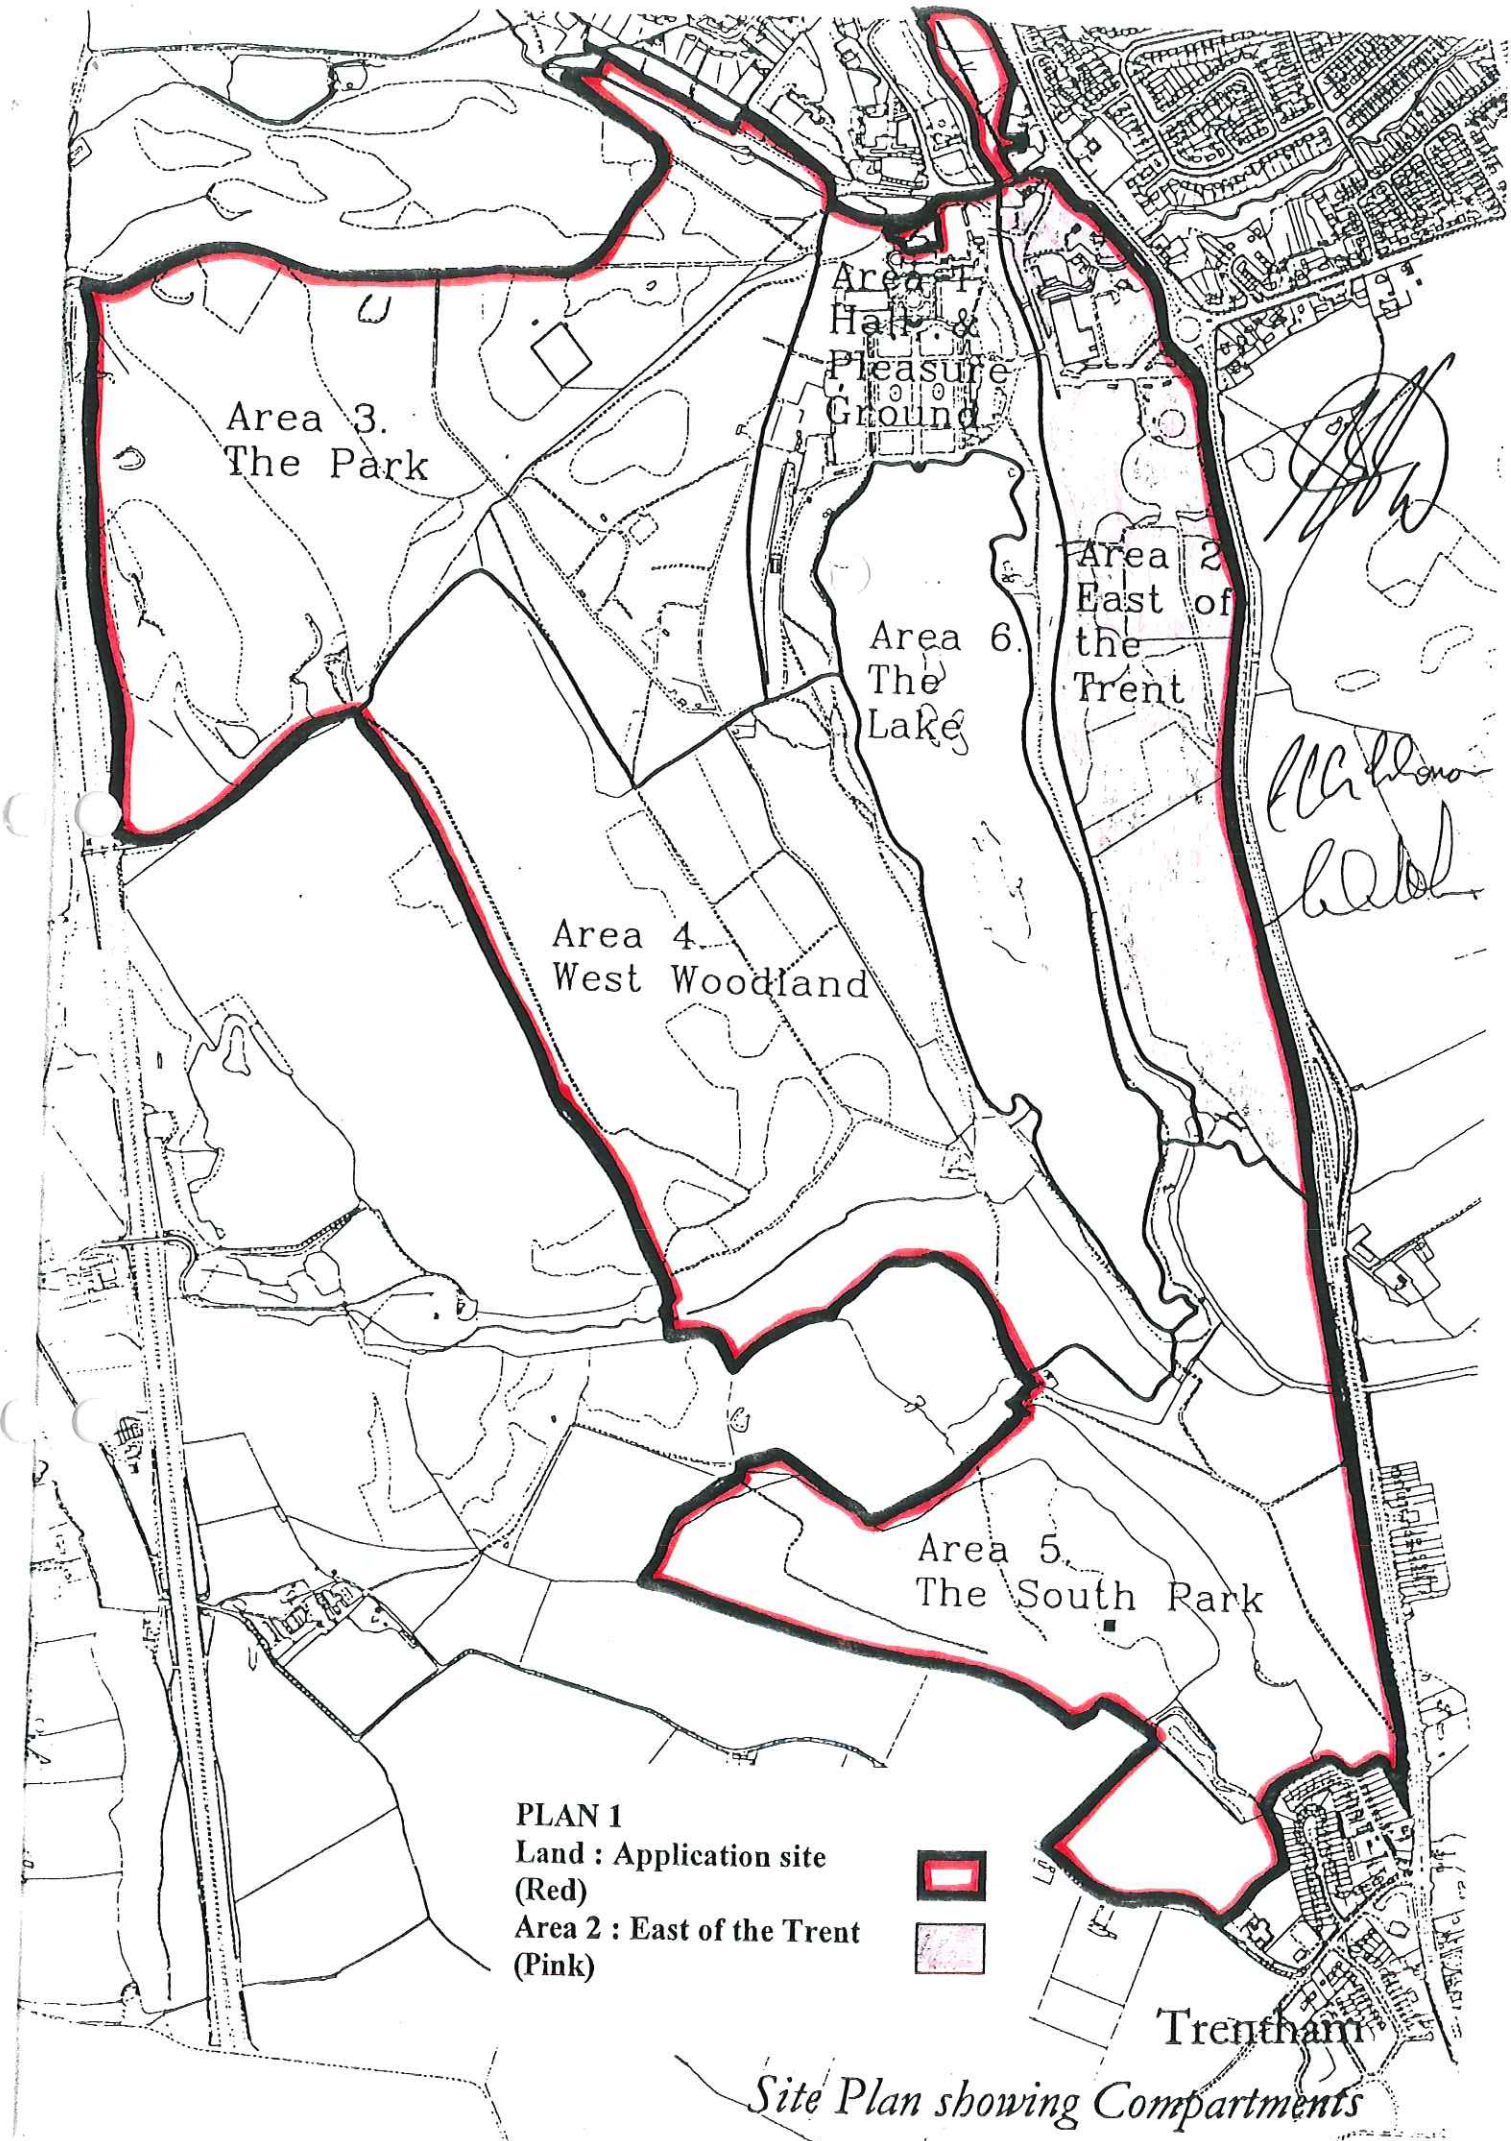 Area 1.
Hall &
Pleasure
Ground
Area 3.
The Park
Area 2
East of
the
Trent
Area 6.
The
Lake
Area 4.
West Woodland
Area 5.
The South Park
PLAN 1
Land : Application site
(Red)
Area 2 : East of the Trent
(Pink)
Trentham
Site Plan showing Compartments